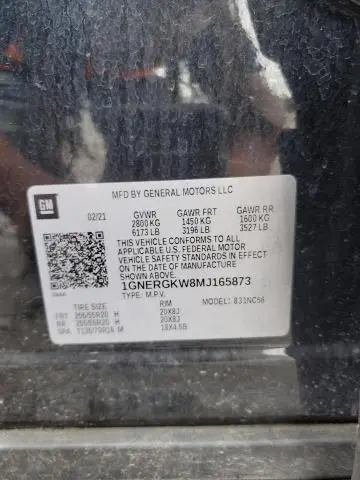 MFD BY GENERAL MOTORS LLC
GM
02/21 GVWR GAWR FRT GAWR RR
2800 KG 1450 KG 1600 KG
6173 LB 3196 LB 3527 LB
THIS VEHICLE CONFORMS TO ALL
APPLICABLE U.S. FEDERAL MOTOR
VEHICLE SAFETY STANDARDS IN EFFECT
ON THE DATE OF MANUFACTURE
SHOWN ABOVE.
1GNERGKW8MJ165873
TYPE: M.P.V. MODEL: 831NC56
TIRE SIZE RIM
FRT 255/55R20 H 20X8J
RR 255/55R20 H 20X8J
SPA T135/70R18 M 18X4.5B